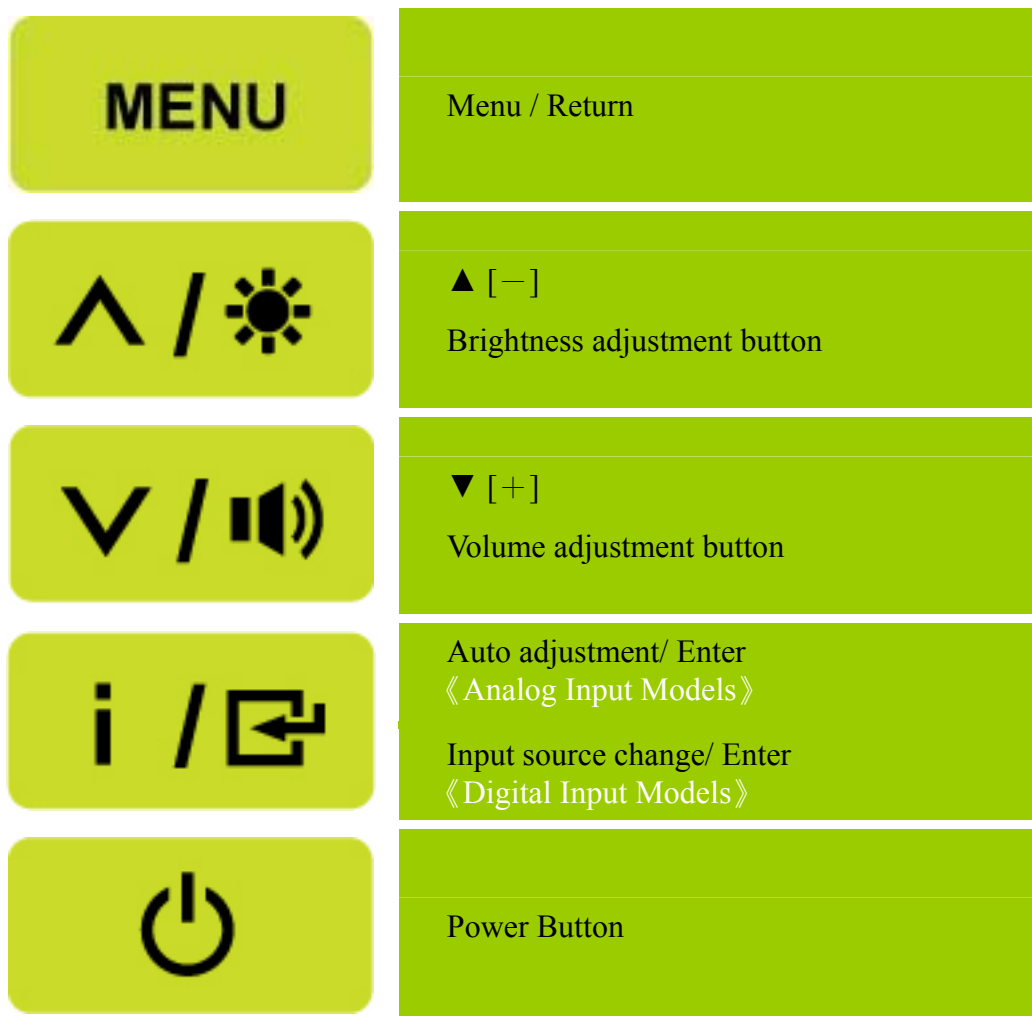 MENU
Menu / Return
/
▲ [－]
Brightness adjustment button
/
▼ [＋]
Volume adjustment button
i /
Auto adjustment/ Enter
《Analog Input Models》
Input source change/ Enter
《Digital Input Models》
Power Button